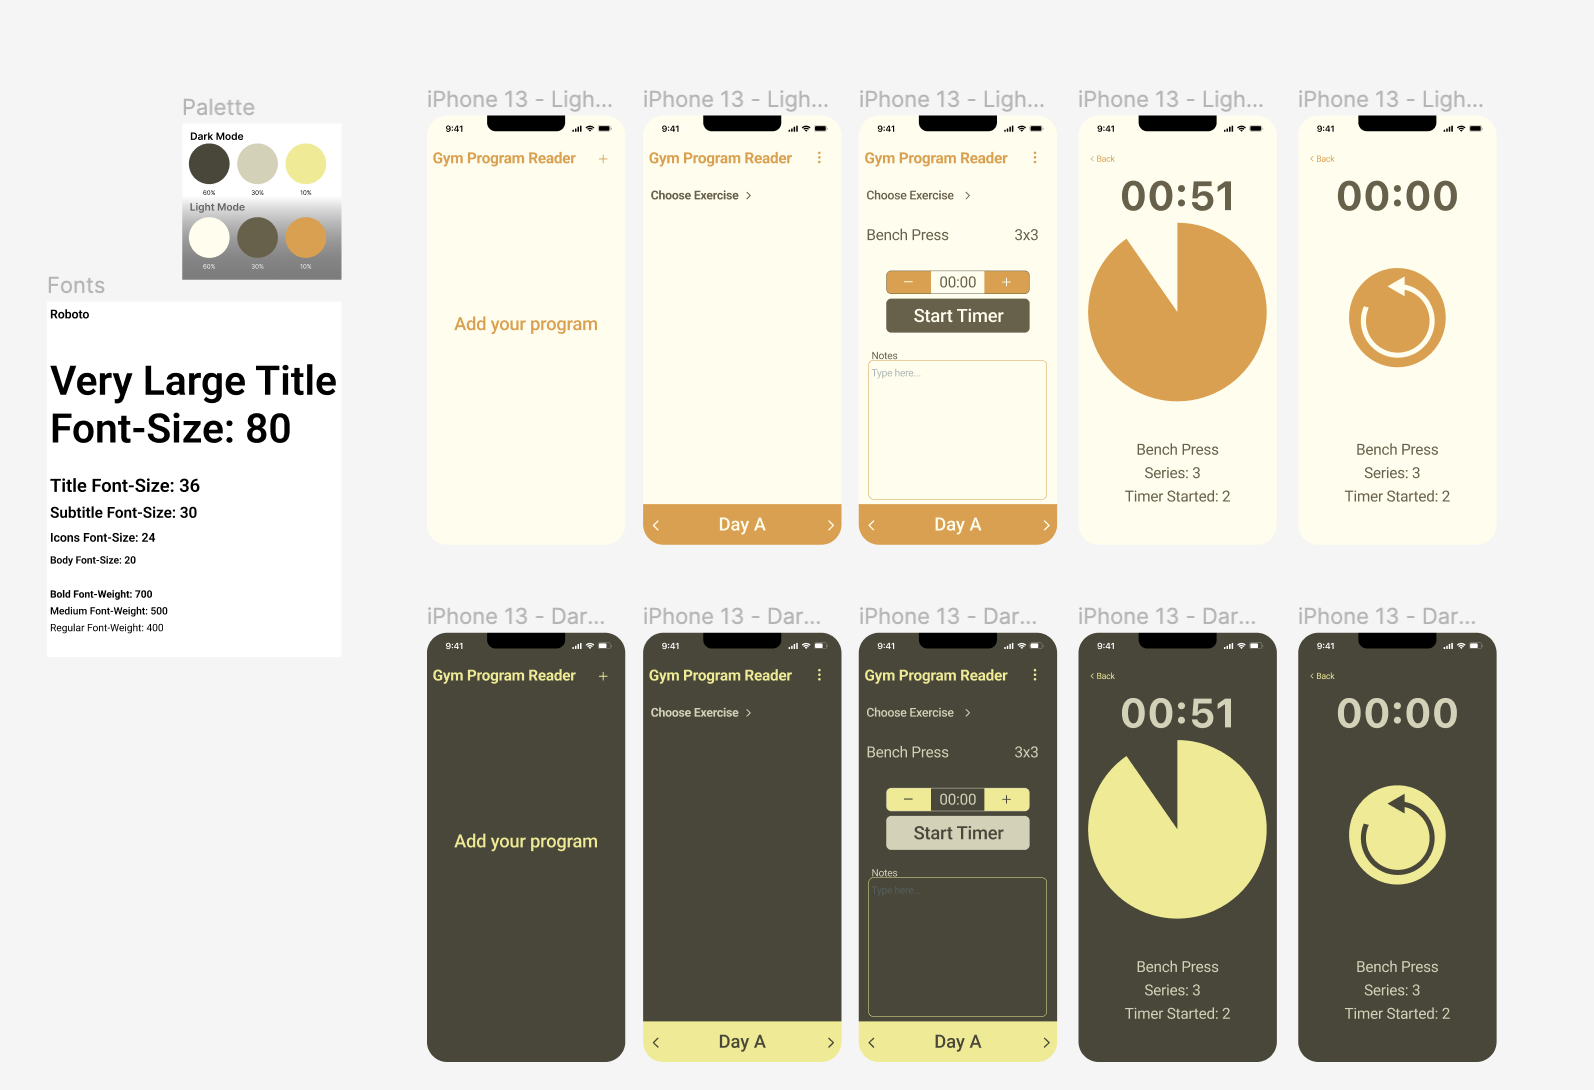 Palette
Dark Mode
60%
30%
10%
Light Mode
60%
30%
10%
Fonts
Roboto
Very Large Title
Font-Size: 80
Title Font-Size: 36
Subtitle Font-Size: 30
Icons Font-Size: 24
Body Font-Size: 20
Bold Font-Weight: 700
Medium Font-Weight: 500
Regular Font-Weight: 400
iPhone 13 - Ligh...
9:41
Gym Program Reader +
Add your program
iPhone 13 - Ligh...
9:41
Gym Program Reader
Choose Exercise >
< Day A >
iPhone 13 - Ligh...
9:41
Gym Program Reader
Choose Exercise >
Bench Press 3x3
− 00:00 +
Start Timer
Notes
Type here...
< Day A >
iPhone 13 - Ligh...
9:41
< Back
00:51
Bench Press
Series: 3
Timer Started: 2
iPhone 13 - Ligh...
9:41
< Back
00:00
Bench Press
Series: 3
Timer Started: 2
iPhone 13 - Dar...
9:41
Gym Program Reader +
Add your program
iPhone 13 - Dar...
9:41
Gym Program Reader
Choose Exercise >
< Day A >
iPhone 13 - Dar...
9:41
Gym Program Reader
Choose Exercise >
Bench Press 3x3
− 00:00 +
Start Timer
Notes
Type here...
< Day A >
iPhone 13 - Dar...
9:41
< Back
00:51
Bench Press
Series: 3
Timer Started: 2
iPhone 13 - Dar...
9:41
< Back
00:00
Bench Press
Series: 3
Timer Started: 2